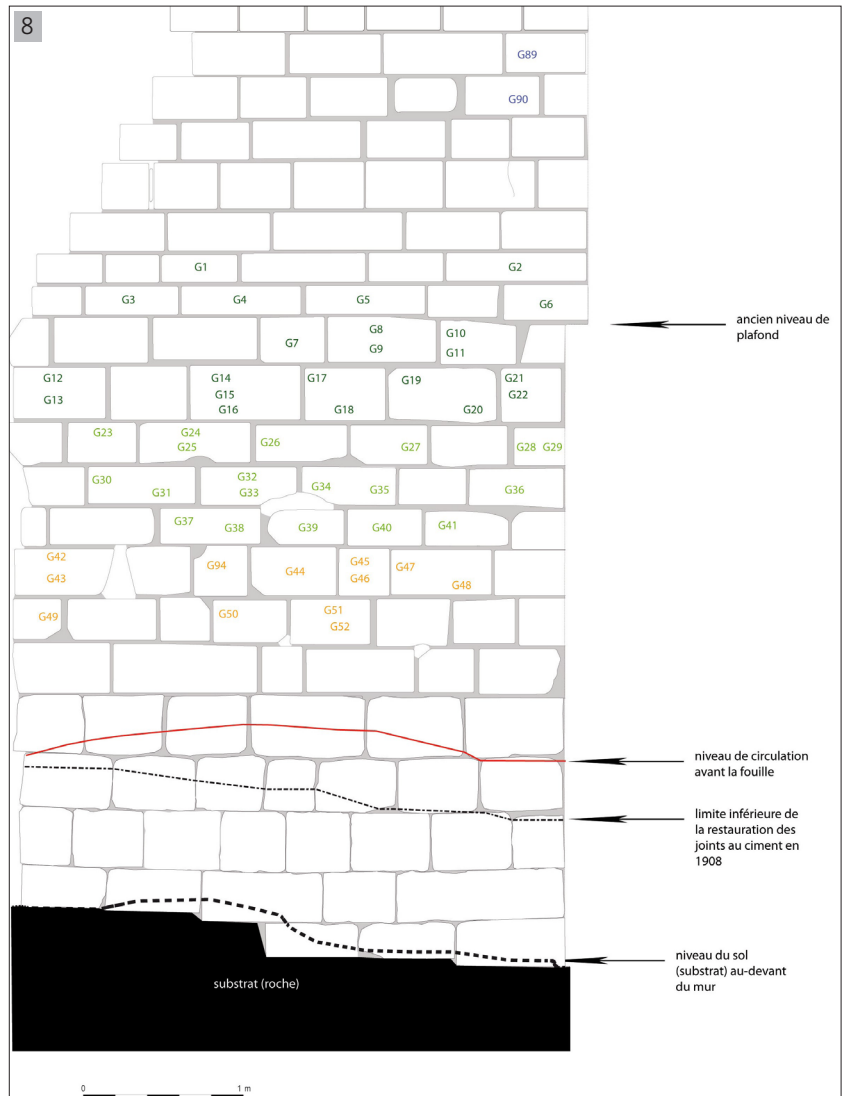 8
G89
G90
G1 G2
G3 G4 G5 G6
ancien niveau de
plafond
G7 G8 G10
G9 G11
G12 G14 G17 G19 G21
G13 G15 G22
G16 G18 G20
G23 G24 G26 G27 G28 G29
G25
G30 G32 G34 G35 G36
G31 G33
G37 G38 G39 G40 G41
G42 G94 G44 G45 G47
G43 G46 G48
G49 G50 G51
G52
niveau de circulation
avant la fouille
limite inférieure de
la restauration des
joints au ciment en
1908
niveau du sol
(substrat) au-devant
du mur
substrat (roche)
0 1 m